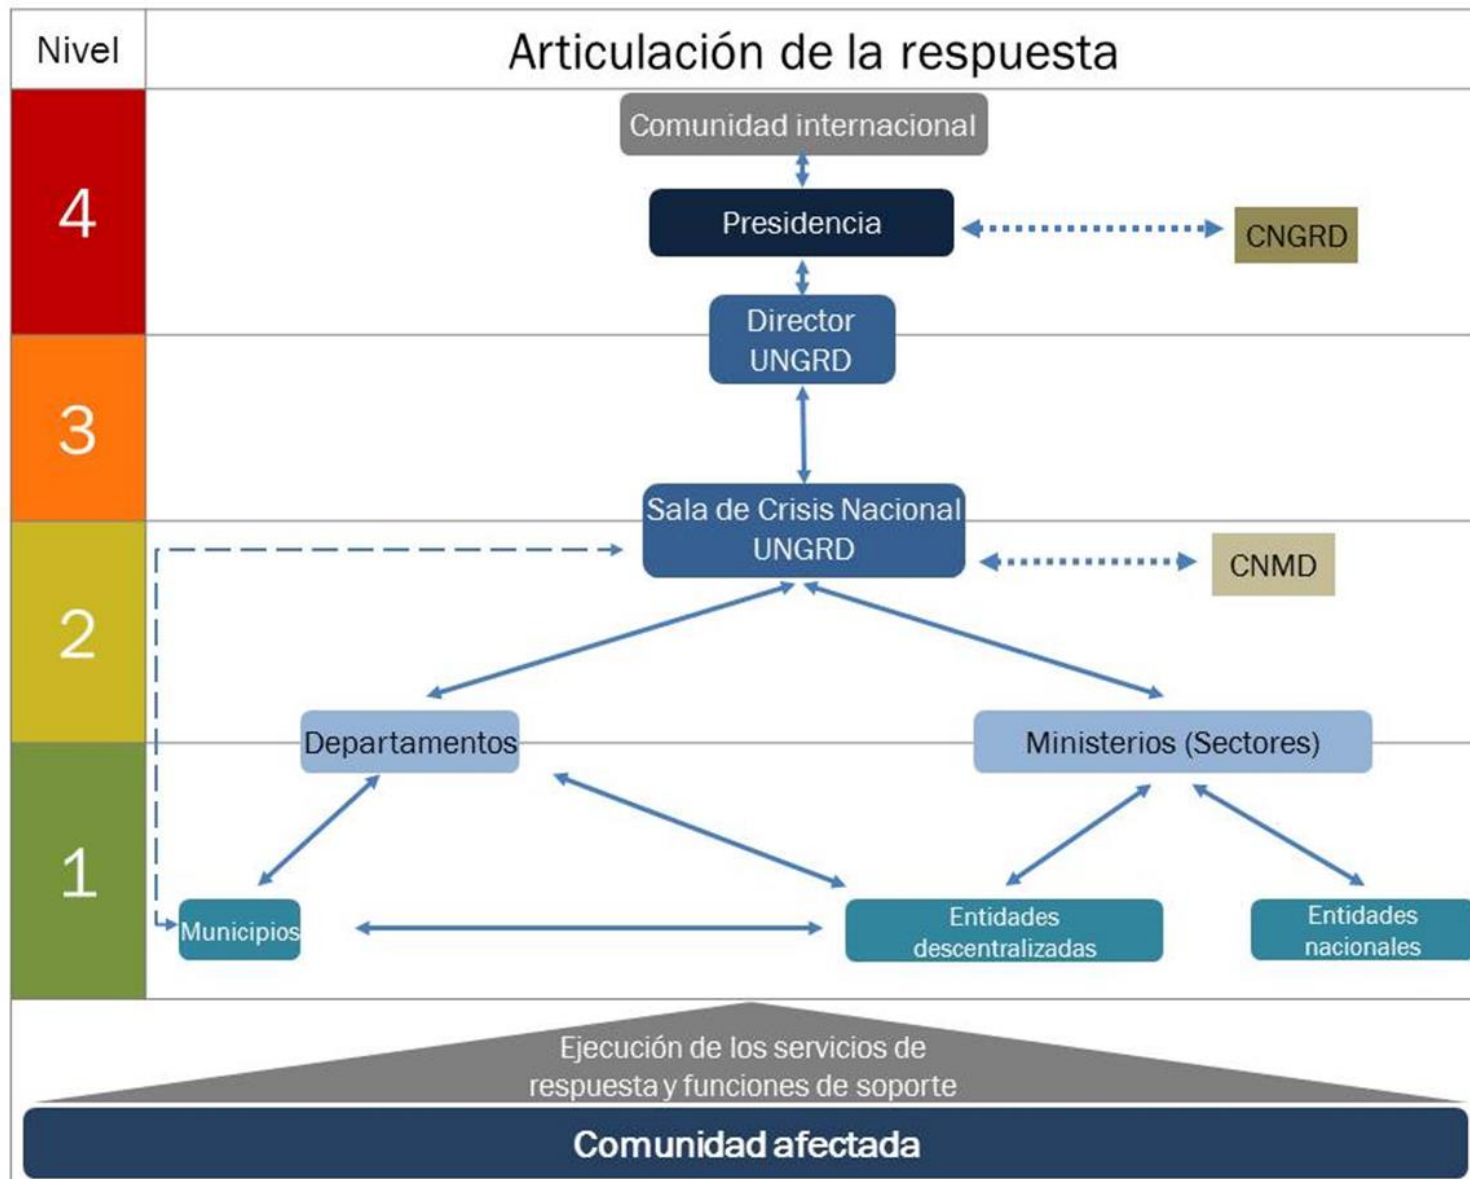 Nivel
Articulación de la respuesta
4
Comunidad internacional
Presidencia
CNGRD
Director
UNGRD
3
Sala de Crisis Nacional
UNGRD
2
CNMD
Departamentos
Ministerios (Sectores)
1
Municipios
Entidades
descentralizadas
Entidades
nacionales
Ejecución de los servicios de
respuesta y funciones de soporte
Comunidad afectada